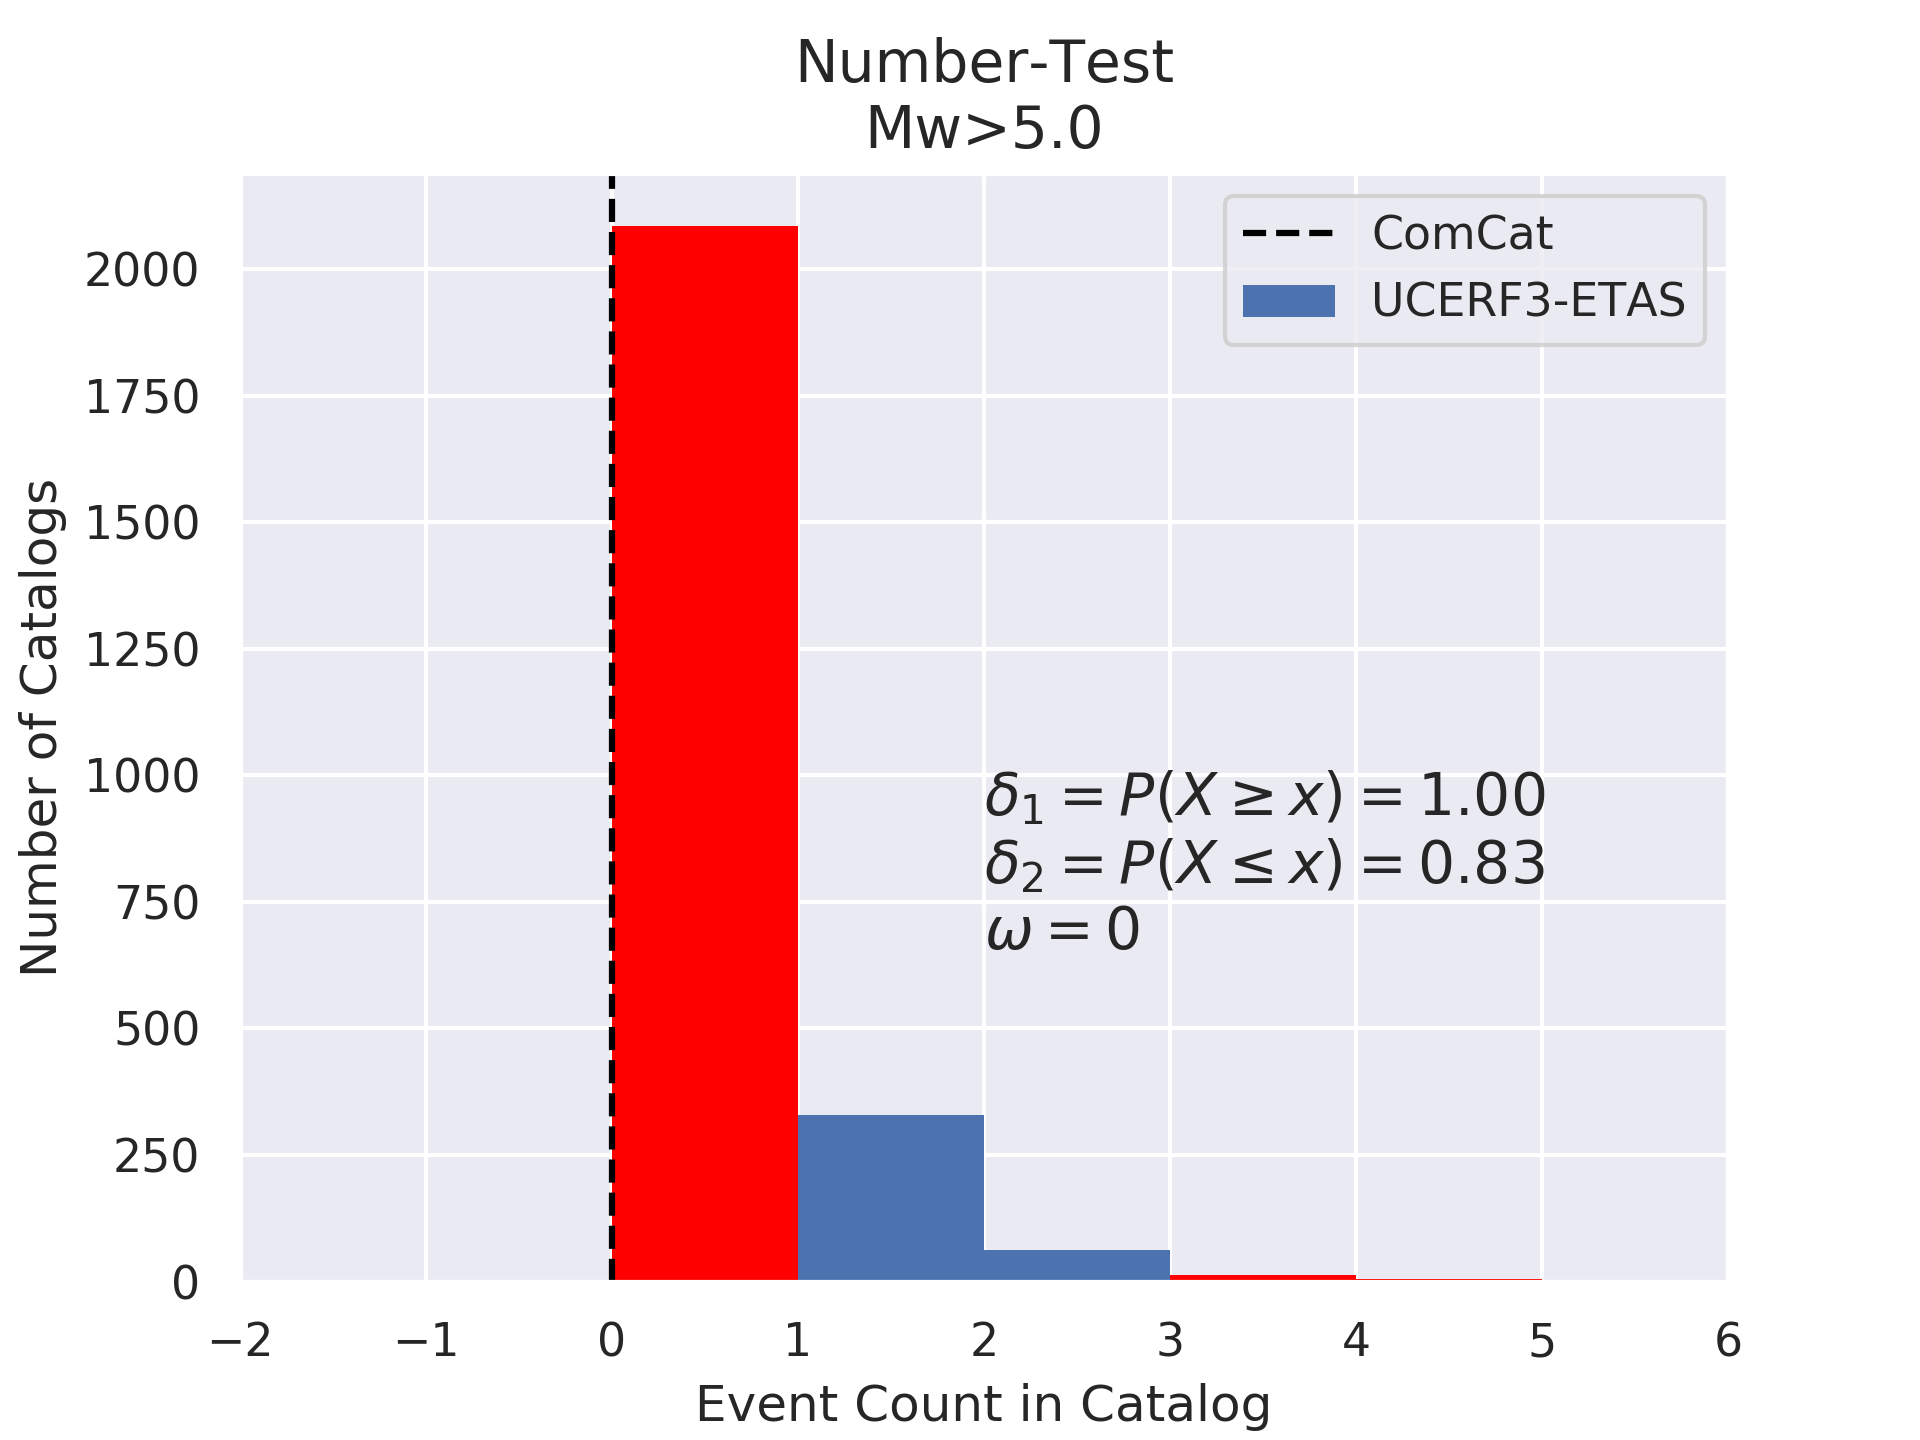 Number-Test
Mw>5.0
ComCat
UCERF3-ETAS
2000
1750
1500
1250
1000
750
500
250
0
Number of Catalogs
δ₁ = P(X ≥ x) = 1.00
δ₂ = P(X ≤ x) = 0.83
ω = 0
−2 −1 0 1 2 3 4 5 6
Event Count in Catalog